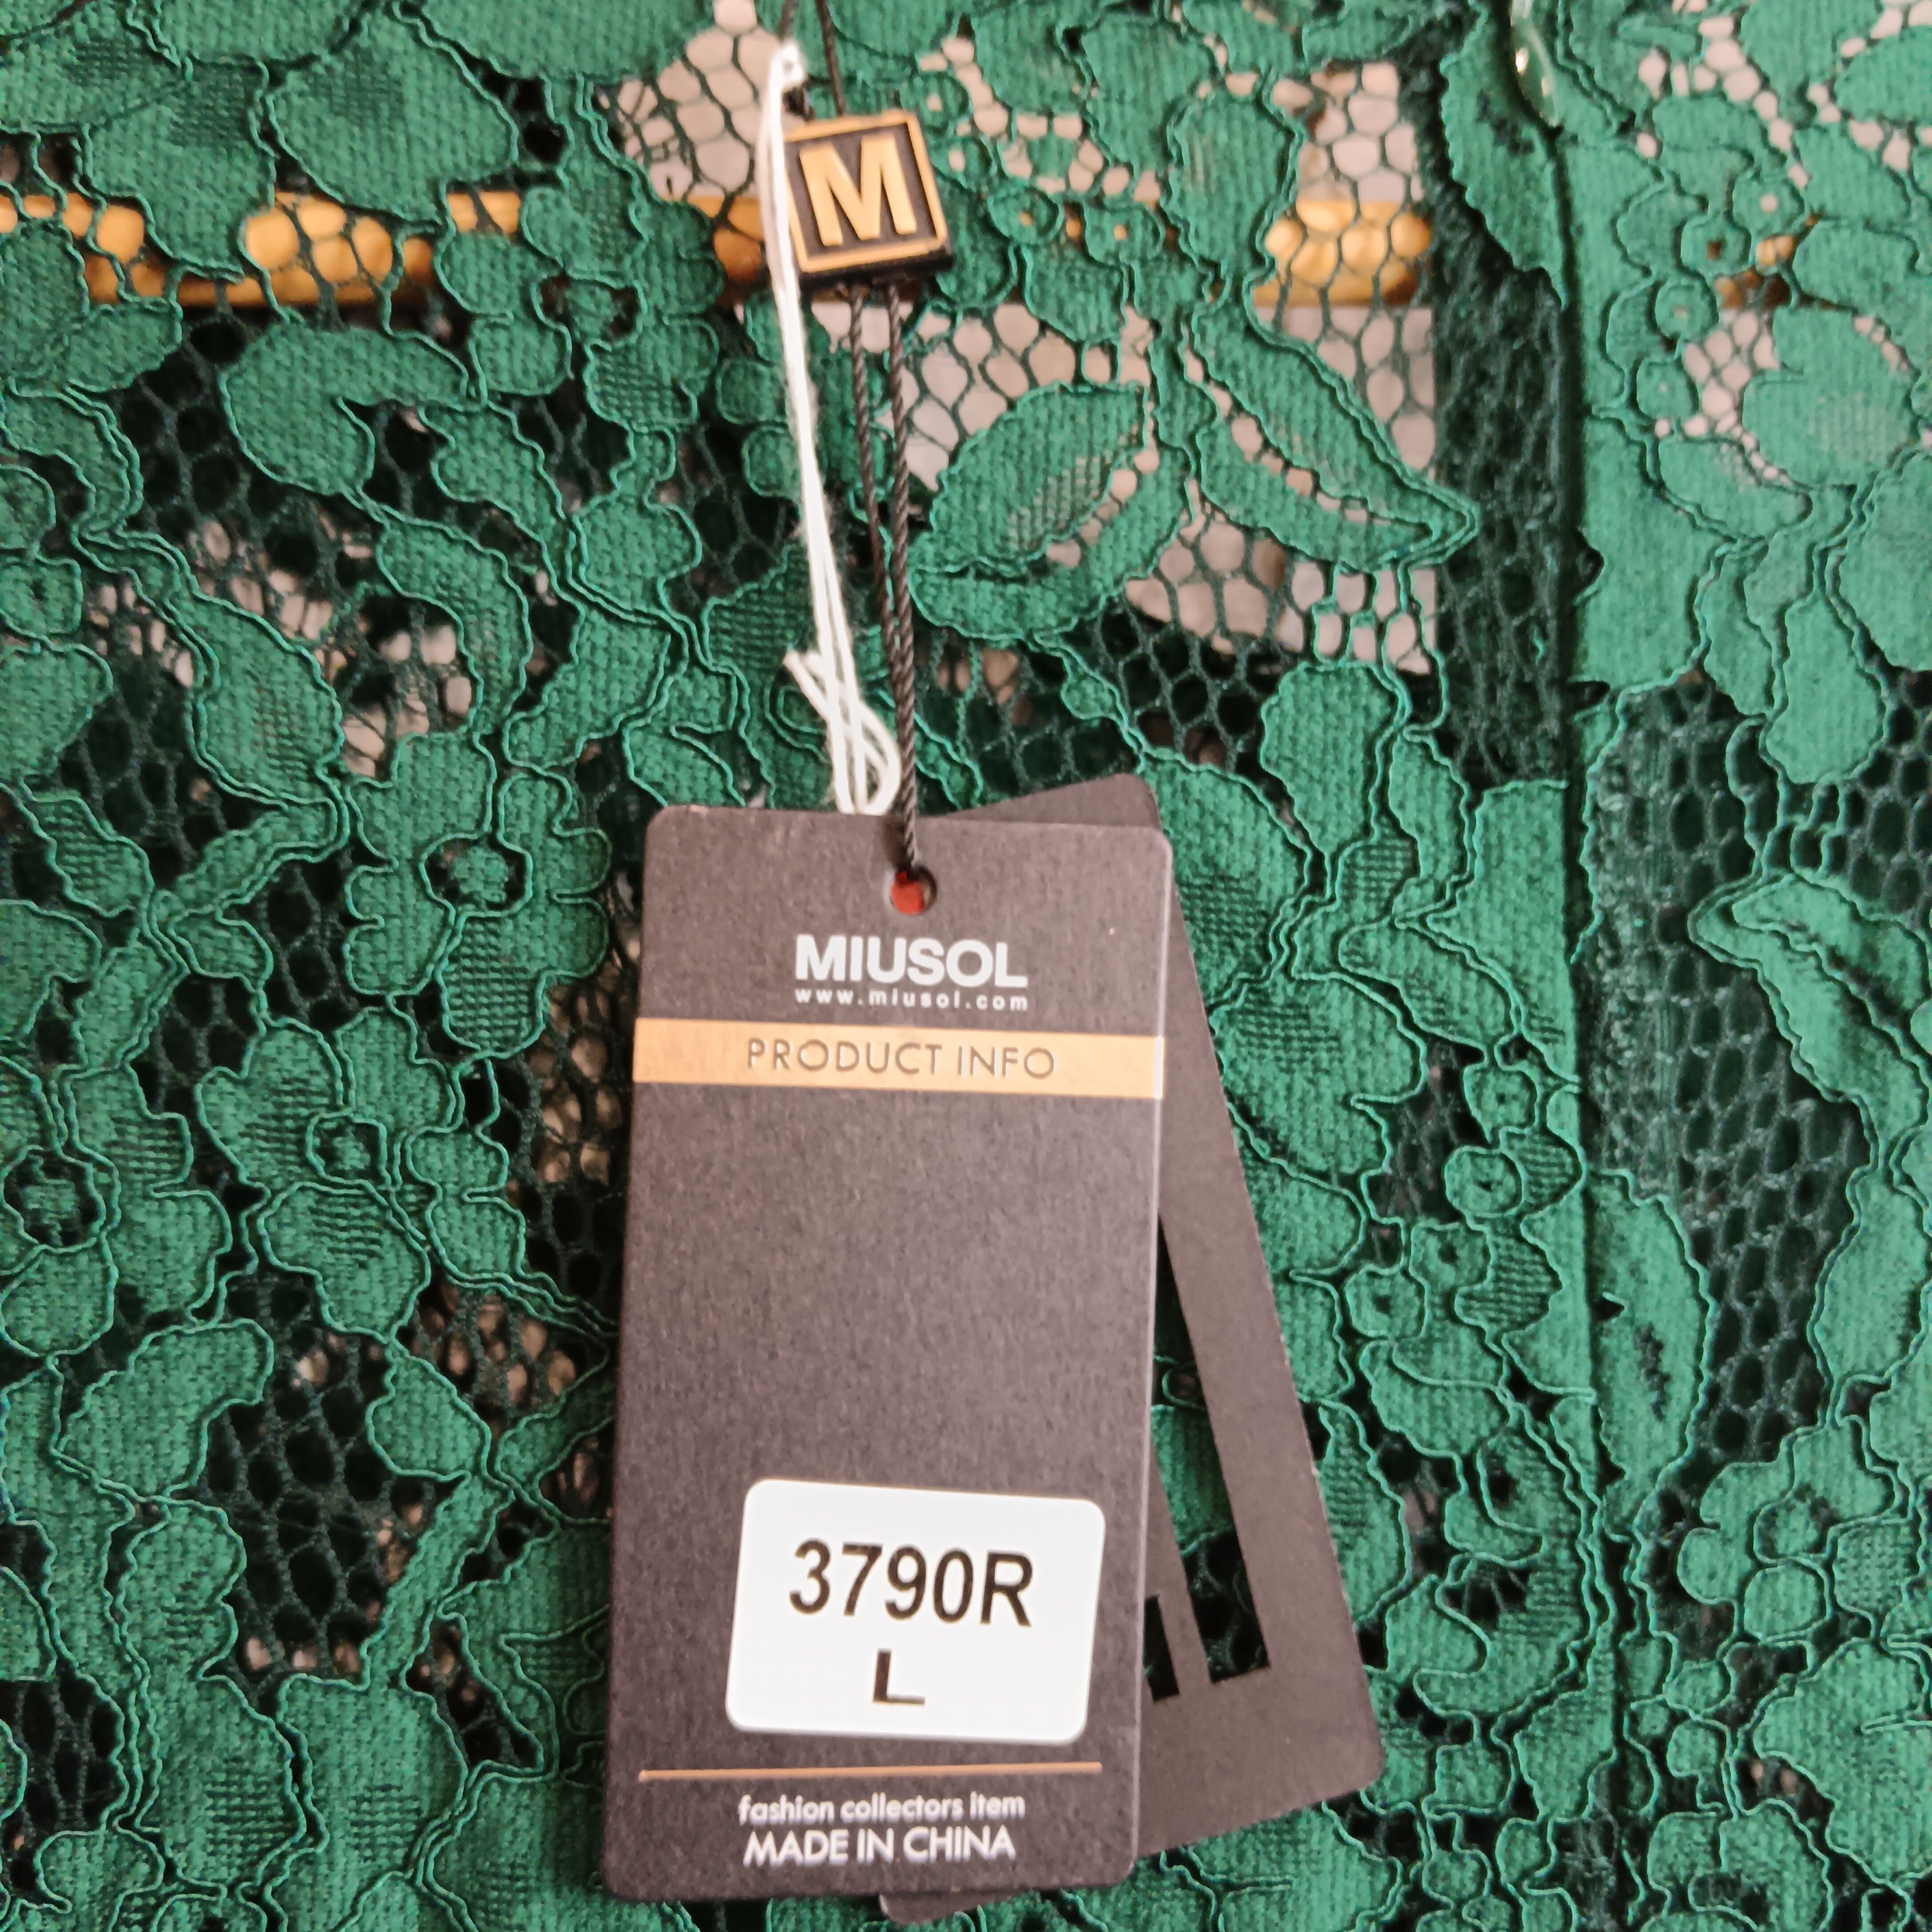 M
MIUSOL
www.miusol.com
PRODUCT INFO
3790R
L
fashion collectors item
MADE IN CHINA